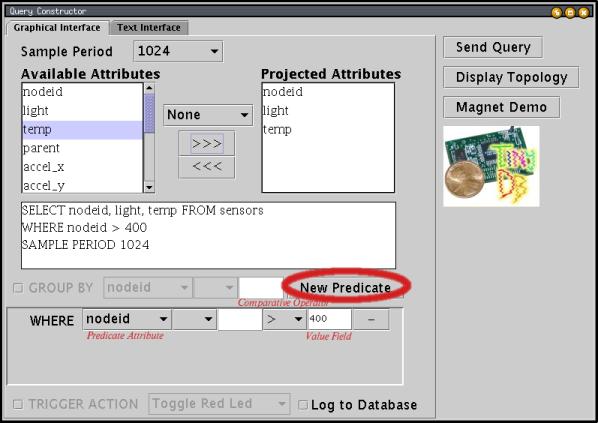 Query Constructor
Graphical Interface Text Interface
Sample Period 1024
Send Query
Display Topology
Magnet Demo
Available Attributes Projected Attributes
nodeid
light
temp
parent
accel_x
accel_y
None
>>>
<<<
nodeid
light
temp
TINY
DB
SELECT nodeid, light, temp FROM sensors
WHERE nodeid > 400
SAMPLE PERIOD 1024
GROUP BY nodeid New Predicate
Comparative Operator
WHERE nodeid > 400 -
Predicate Attribute Value Field
TRIGGER ACTION Toggle Red Led Log to Database